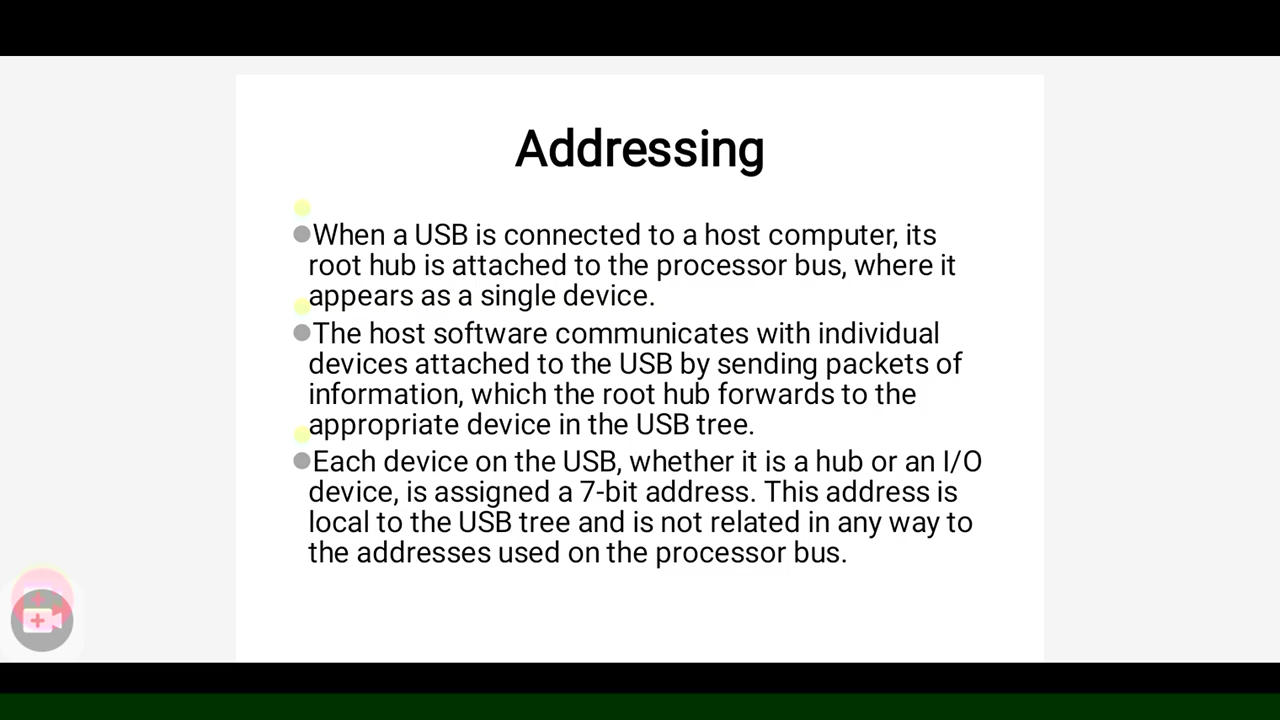 Addressing
When a USB is connected to a host computer, its
root hub is attached to the processor bus, where it
appears as a single device.
The host software communicates with individual
devices attached to the USB by sending packets of
information, which the root hub forwards to the
appropriate device in the USB tree.
Each device on the USB, whether it is a hub or an I/O
device, is assigned a 7-bit address. This address is
local to the USB tree and is not related in any way to
the addresses used on the processor bus.